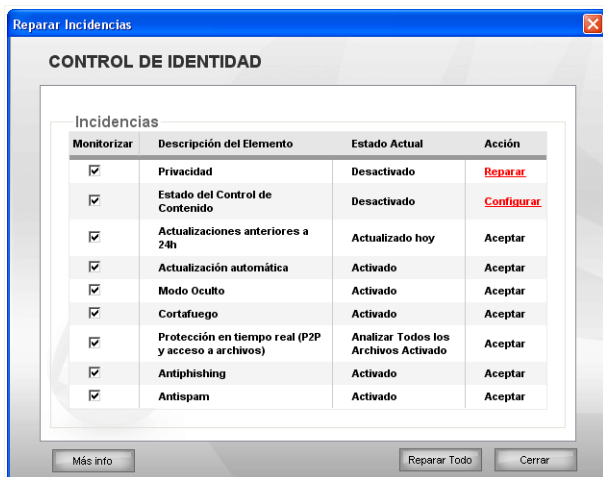 Reparar Incidencias
CONTROL DE IDENTIDAD
Incidencias
Monitorizar Descripción del Elemento Estado Actual Acción
Privacidad Desactivado Reparar
Estado del Control de
Contenido Desactivado Configurar
Actualizaciones anteriores a
24h Actualizado hoy Aceptar
Actualización automática Activado Aceptar
Modo Oculto Activado Aceptar
Cortafuego Activado Aceptar
Protección en tiempo real (P2P
y acceso a archivos) Analizar Todos los
Archivos Activado Aceptar
Antiphishing Activado Aceptar
Antispam Activado Aceptar
Más info Reparar Todo Cerrar